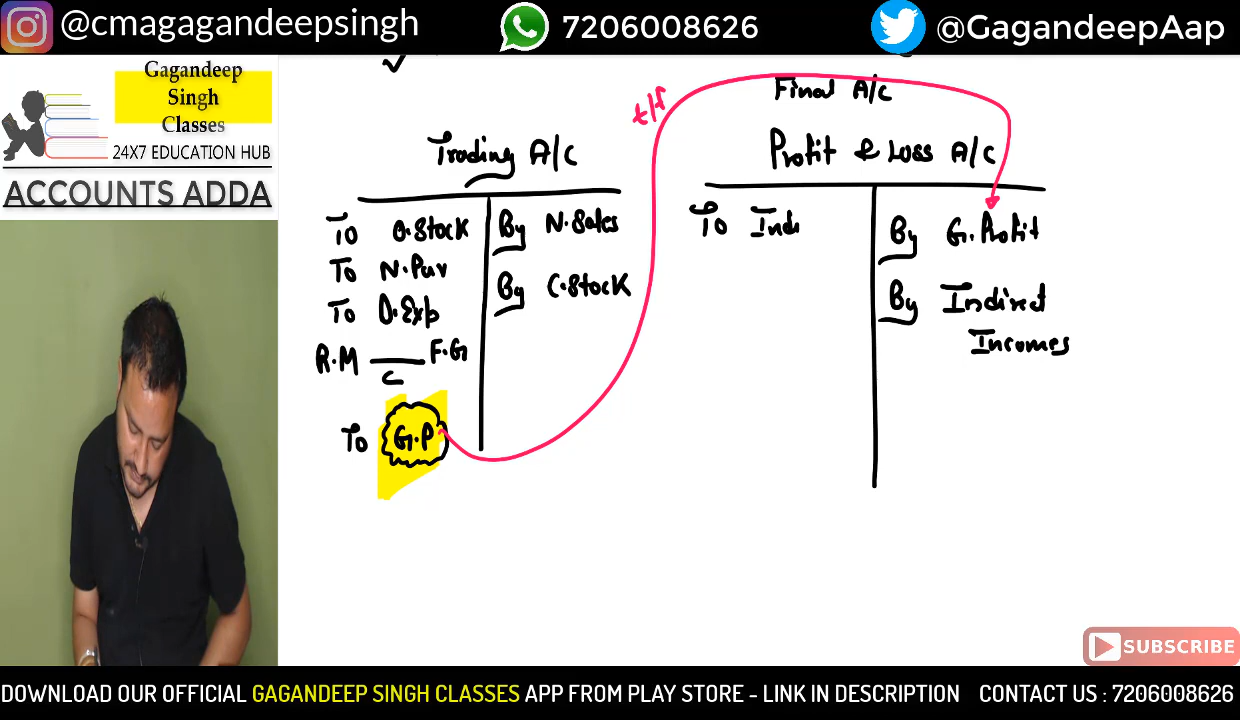 @cmagagandeepsingh
7206008626
@GagandeepAap
Gagandeep
Singh
Classes
24X7 EDUCATION HUB
ACCOUNTS ADDA
Final A/C
t/f
Trading A/C
To O.Stock
By N.Sales
To N.Pur
By C.Stock
To D.Exp
R.M F.G
C
To G.P
Profit & Loss A/C
To Indi
By G.Profit
By Indirect
Incomes
SUBSCRIBE
DOWNLOAD OUR OFFICIAL GAGANDEEP SINGH CLASSES APP FROM PLAY STORE - LINK IN DESCRIPTION CONTACT US : 7206008626